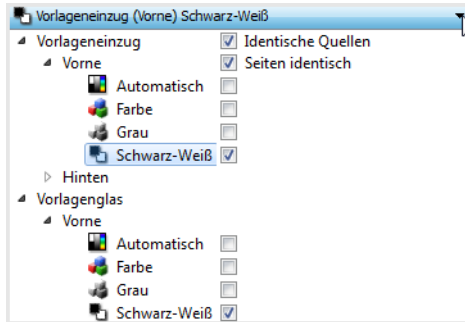 Vorlageneinzug (Vorne) Schwarz-Weiß
Vorlageneinzug Identische Quellen
Vorne Seiten identisch
Automatisch
Farbe
Grau
Schwarz-Weiß
Hinten
Vorlagenglas
Vorne
Automatisch
Farbe
Grau
Schwarz-Weiß